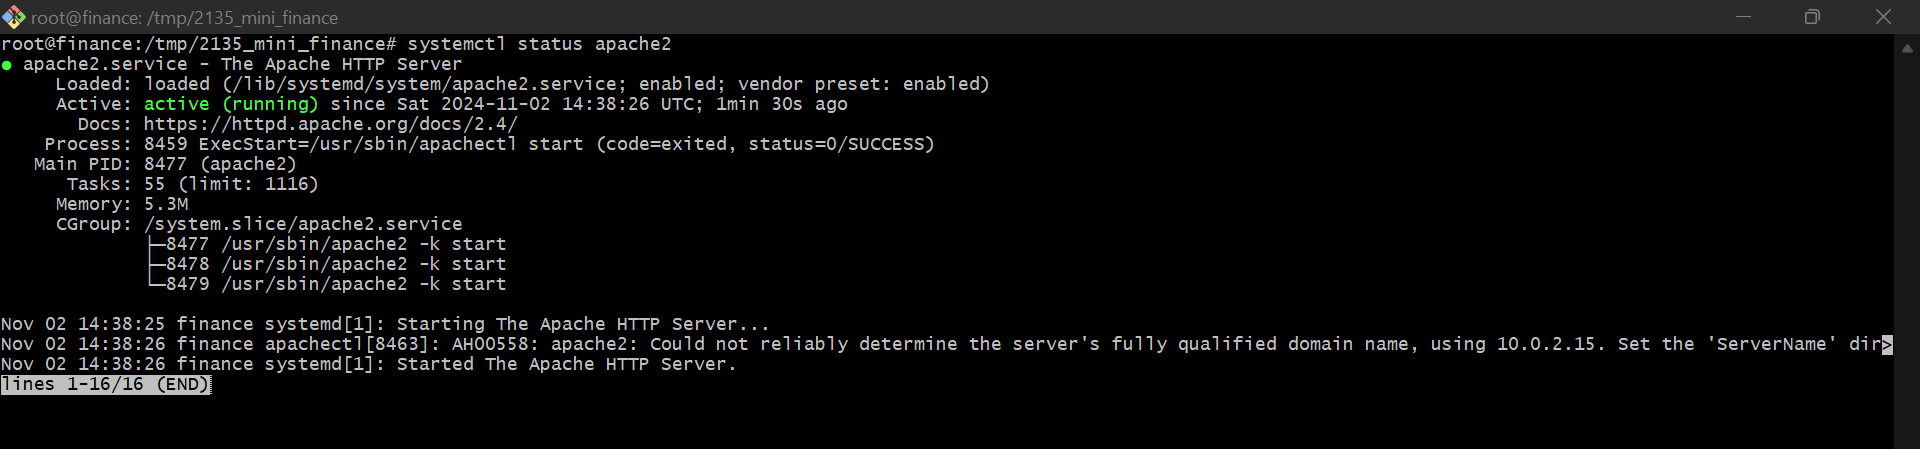 root@finance: /tmp/2135_mini_finance
root@finance:/tmp/2135_mini_finance# systemctl status apache2
● apache2.service - The Apache HTTP Server
Loaded: loaded (/lib/systemd/system/apache2.service; enabled; vendor preset: enabled)
Active: active (running) since Sat 2024-11-02 14:38:26 UTC; 1min 30s ago
Docs: https://httpd.apache.org/docs/2.4/
Process: 8459 ExecStart=/usr/sbin/apachectl start (code=exited, status=0/SUCCESS)
Main PID: 8477 (apache2)
Tasks: 55 (limit: 1116)
Memory: 5.3M
CGroup: /system.slice/apache2.service
├─8477 /usr/sbin/apache2 -k start
├─8478 /usr/sbin/apache2 -k start
└─8479 /usr/sbin/apache2 -k start
Nov 02 14:38:25 finance systemd[1]: Starting The Apache HTTP Server...
Nov 02 14:38:26 finance apachectl[8463]: AH00558: apache2: Could not reliably determine the server's fully qualified domain name, using 10.0.2.15. Set the 'ServerName' dir>
Nov 02 14:38:26 finance systemd[1]: Started The Apache HTTP Server.
lines 1-16/16 (END)